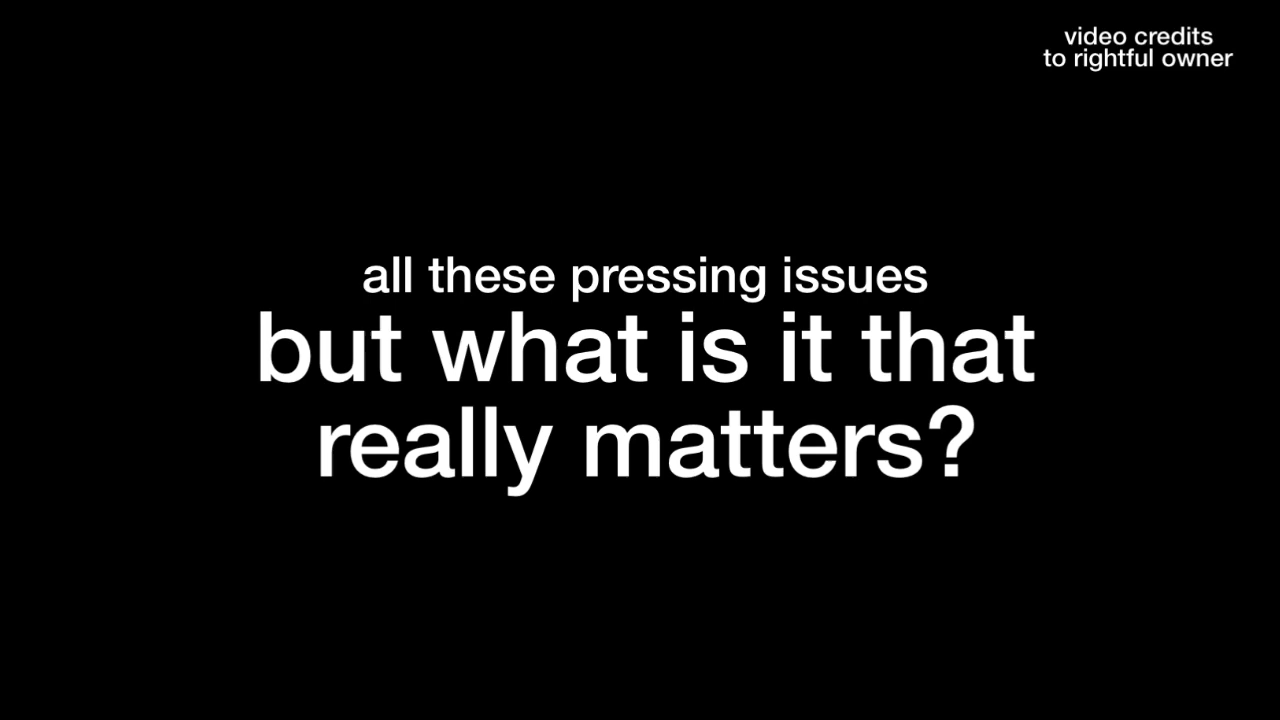 video credits
to rightful owner
all these pressing issues
but what is it that
really matters?